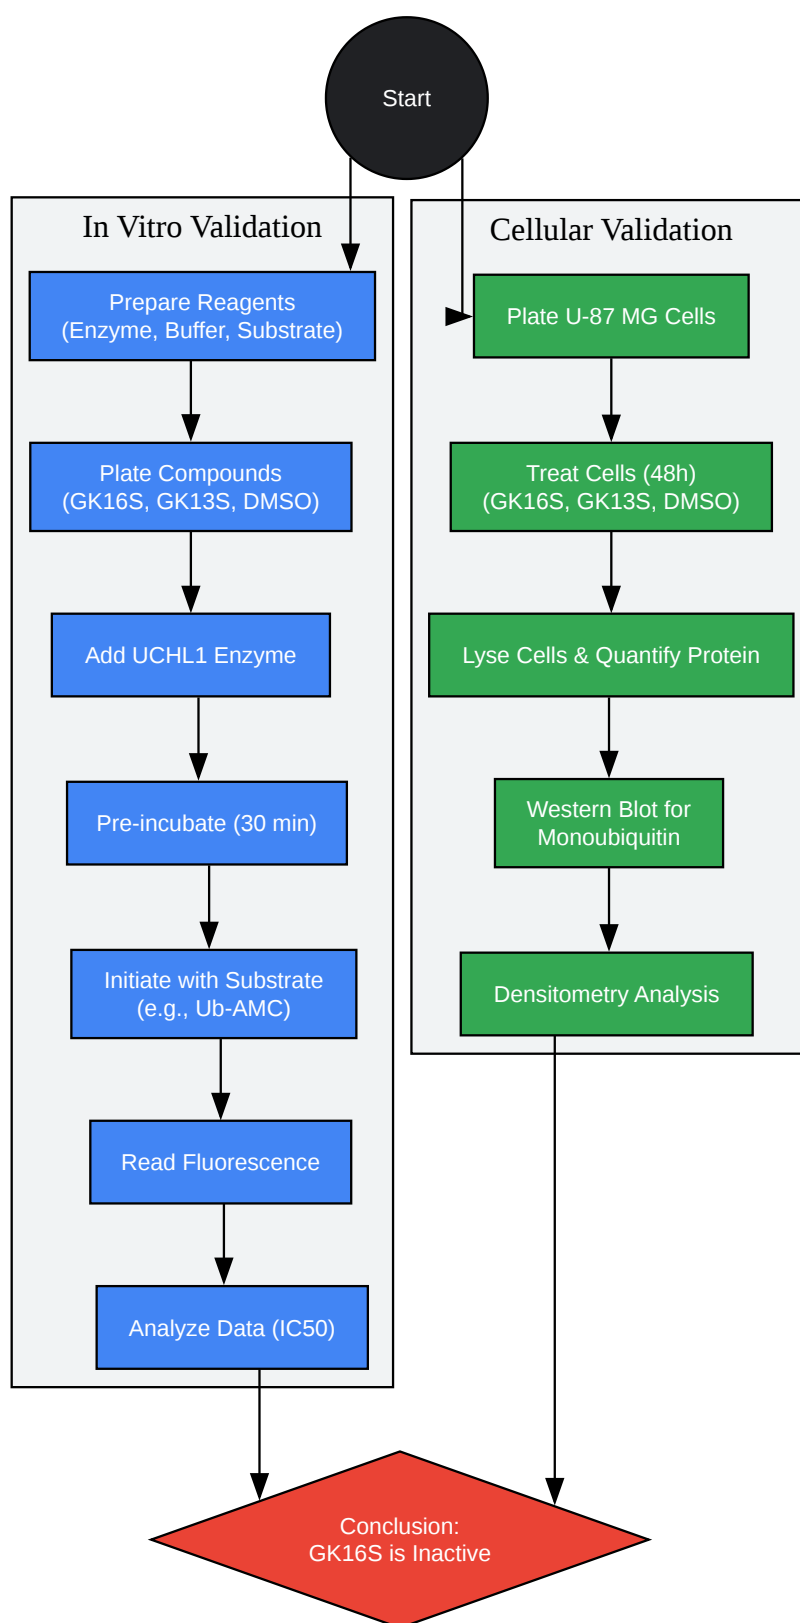 Start
In Vitro Validation
Prepare Reagents
(Enzyme, Buffer, Substrate)
Plate Compounds
(GK16S, GK13S, DMSO)
Add UCHL1 Enzyme
Pre-incubate (30 min)
Initiate with Substrate
(e.g., Ub-AMC)
Read Fluorescence
Analyze Data (IC50)
Cellular Validation
Plate U-87 MG Cells
Treat Cells (48h)
(GK16S, GK13S, DMSO)
Lyse Cells & Quantify Protein
Western Blot for
Monoubiquitin
Densitometry Analysis
Conclusion:
GK16S is Inactive